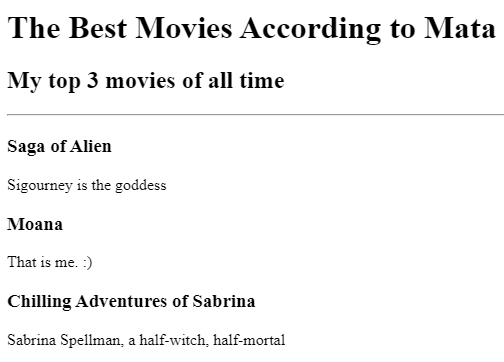 The Best Movies According to Mata
My top 3 movies of all time
Saga of Alien
Sigourney is the goddess
Moana
That is me. :)
Chilling Adventures of Sabrina
Sabrina Spellman, a half-witch, half-mortal